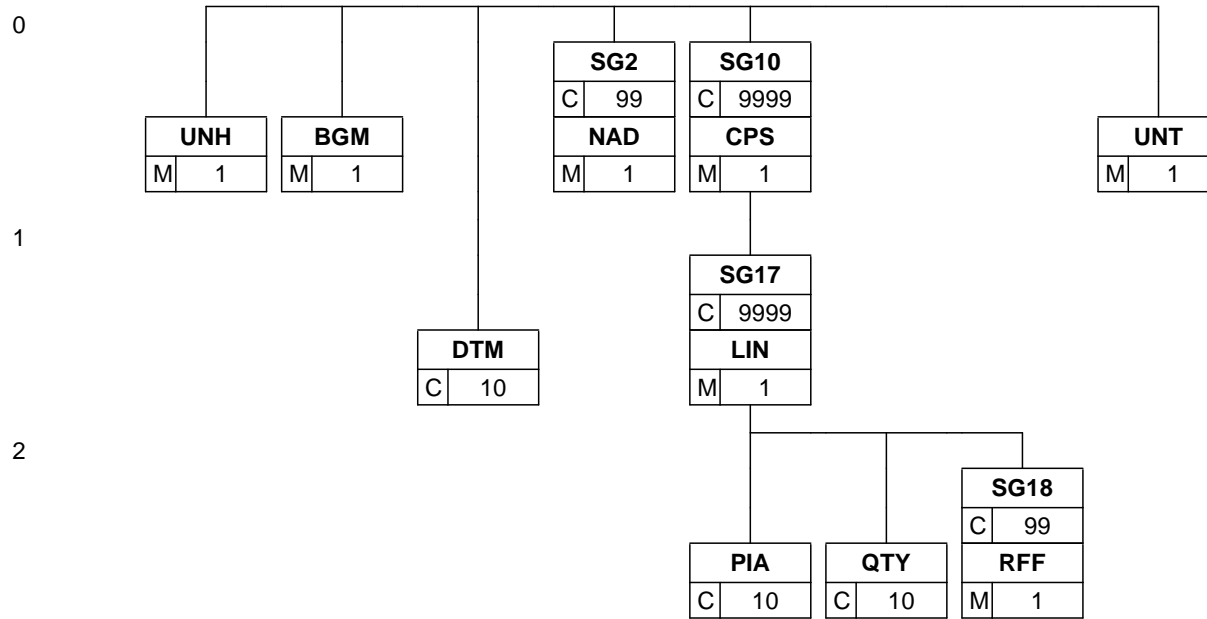 0
SG2 SG10
C 99 C 9999
UNH BGM NAD CPS UNT
M 1 M 1 M 1 M 1 M 1
1
SG17
C 9999
DTM LIN
C 10 M 1
2
SG18
C 99
PIA QTY RFF
C 10 C 10 M 1